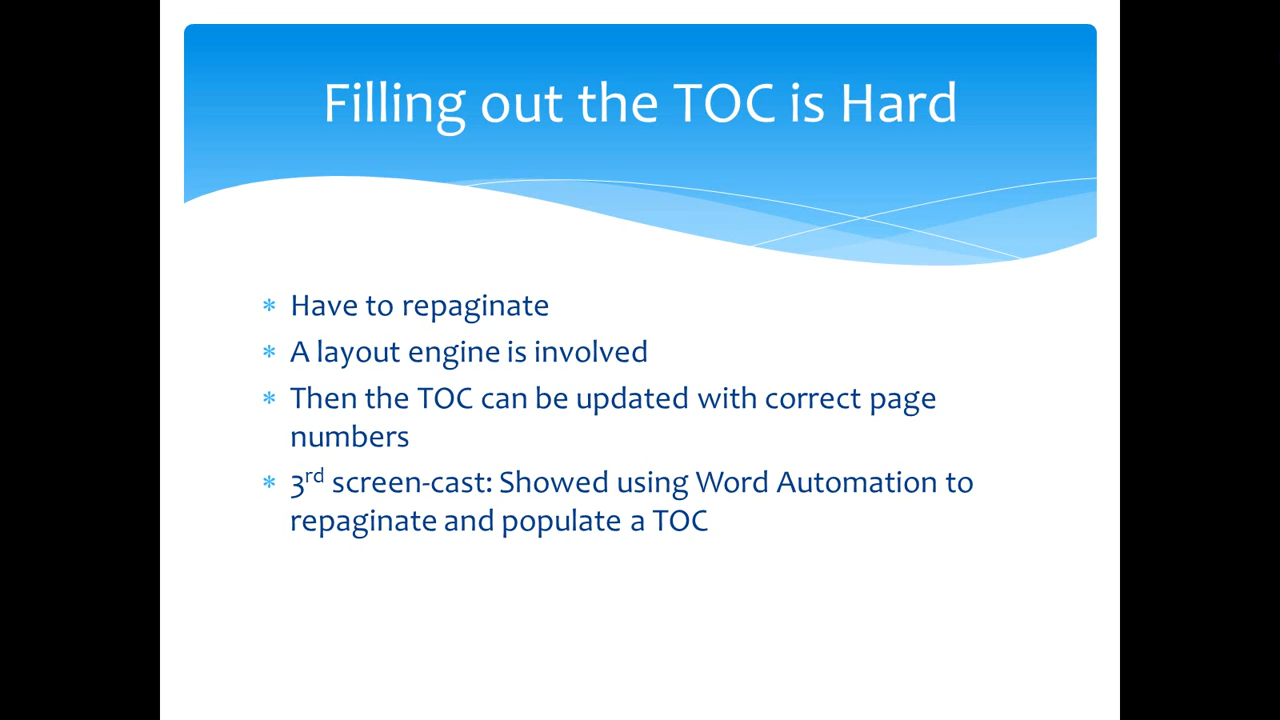 Filling out the TOC is Hard
* Have to repaginate
* A layout engine is involved
* Then the TOC can be updated with correct page
numbers
* 3rd screen-cast: Showed using Word Automation to
repaginate and populate a TOC